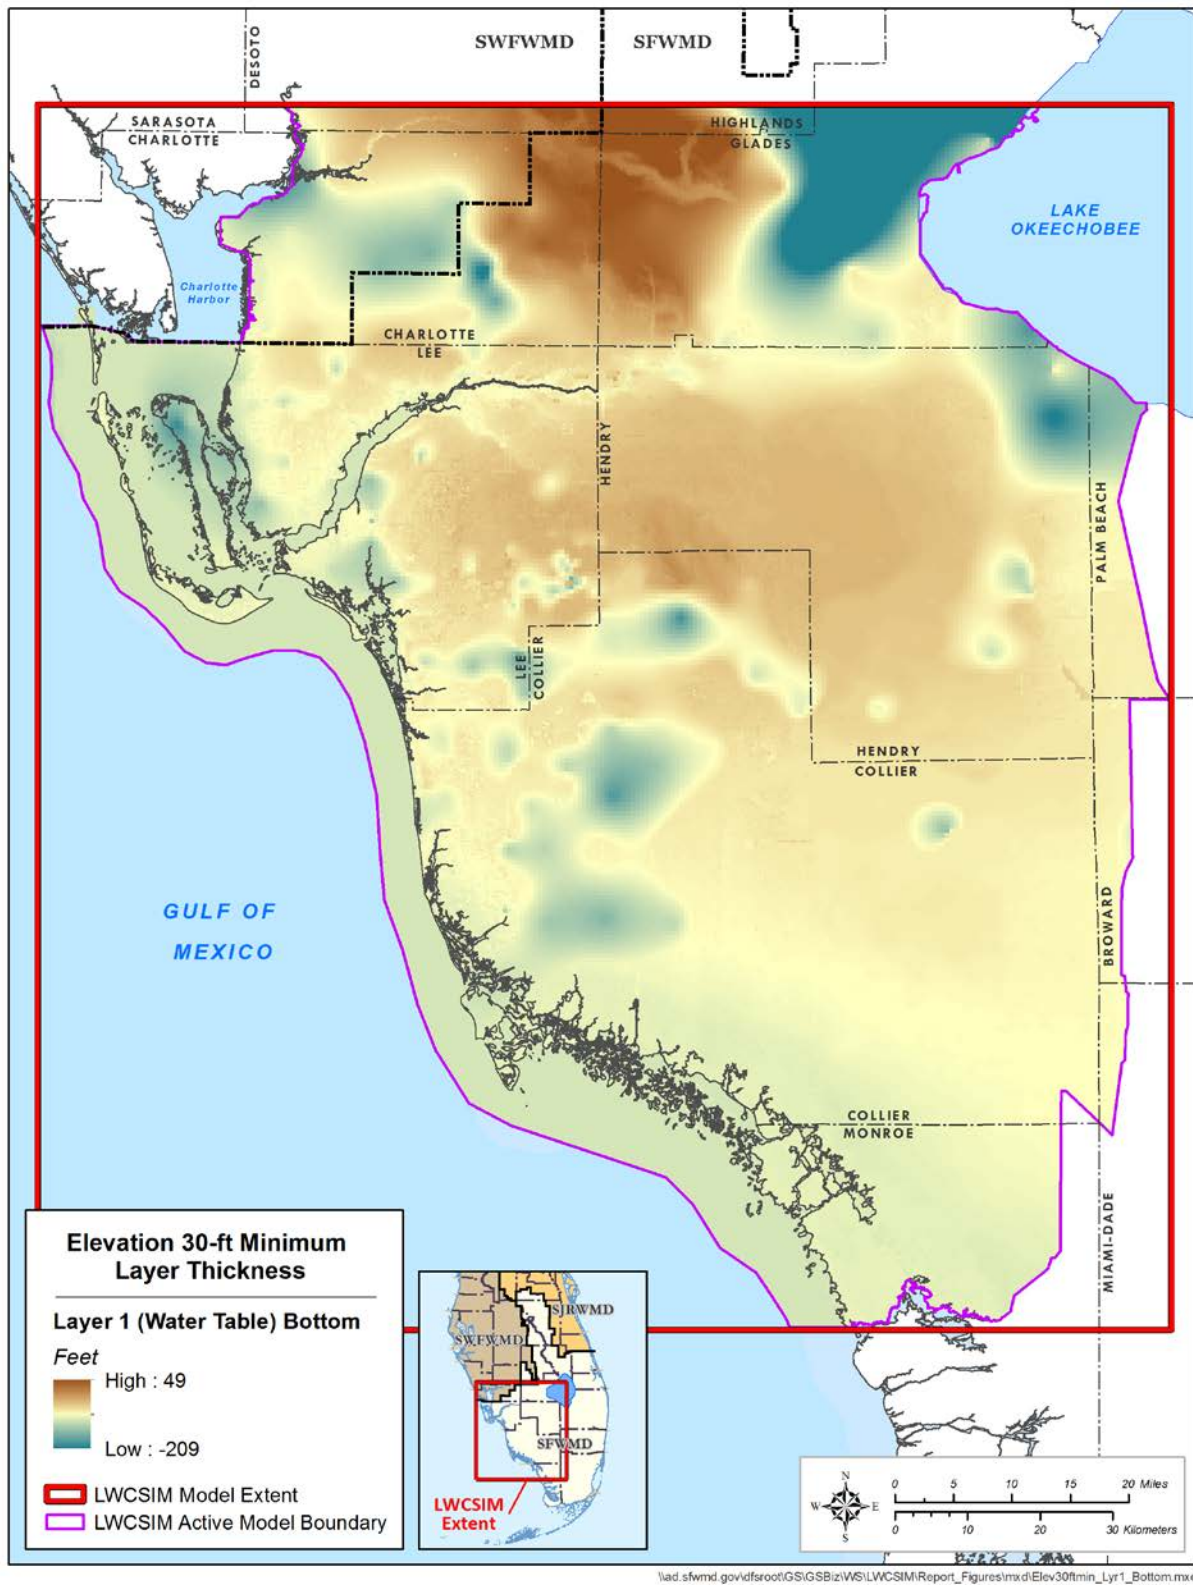 SWFWMD
SFWMD
DESOTO
SARASOTA
CHARLOTTE
HIGHLANDS
GLADES
LAKE
OKEECHOBEE
Charlotte
Harbor
CHARLOTTE
LEE
HENDRY
PALM BEACH
LEE
COLLIER
HENDRY
COLLIER
GULF OF
MEXICO
BROWARD
COLLIER
MONROE
MIAMI-DADE
Elevation 30-ft Minimum
Layer Thickness
Layer 1 (Water Table) Bottom
Feet
High : 49
Low : -209
LWCSIM Model Extent
LWCSIM Active Model Boundary
SJRWMD
SWFWMD
SFWMD
LWCSIM
Extent
N
W E
S
0 5 10 15 20 Miles
0 10 20 30 Kilometers
\\ad.sfwmd.gov\dfsroot\GS\GSBiz\WS\LWCSIM\Report_Figures\mxd\Elev30ftmin_Lyr1_Bottom.mxd